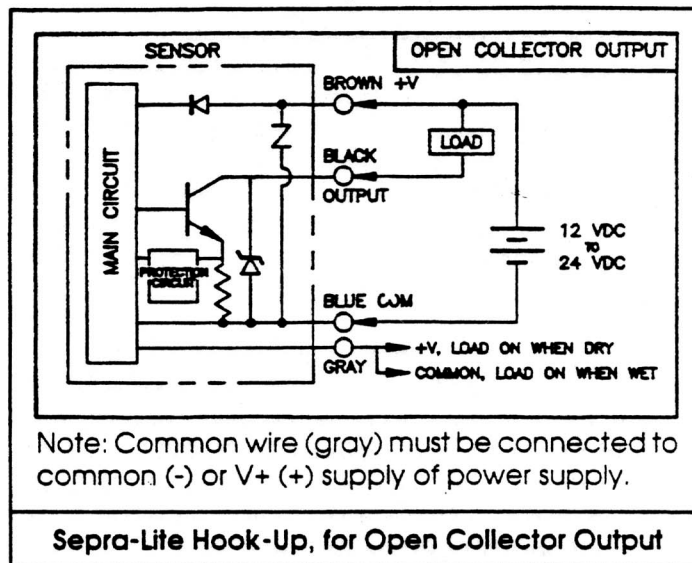 SENSOR
OPEN COLLECTOR OUTPUT
BROWN +V
LOAD
BLACK
OUTPUT
MAIN CIRCUIT
PROTECTION
CIRCUIT
12 VDC
TO
24 VDC
BLUE COM
+V, LOAD ON WHEN DRY
GRAY
COMMON, LOAD ON WHEN WET
Note: Common wire (gray) must be connected to
common (-) or V+ (+) supply of power supply.
Sepra-Lite Hook-Up, for Open Collector Output